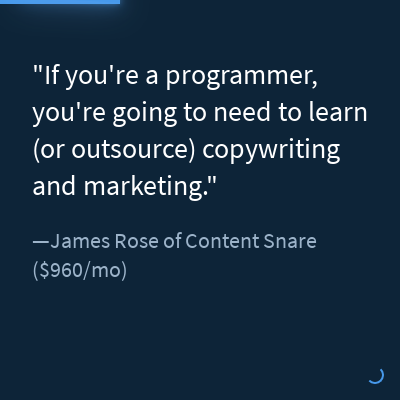 "If you're a programmer,
you're going to need to learn
(or outsource) copywriting
and marketing."
—James Rose of Content Snare
($960/mo)